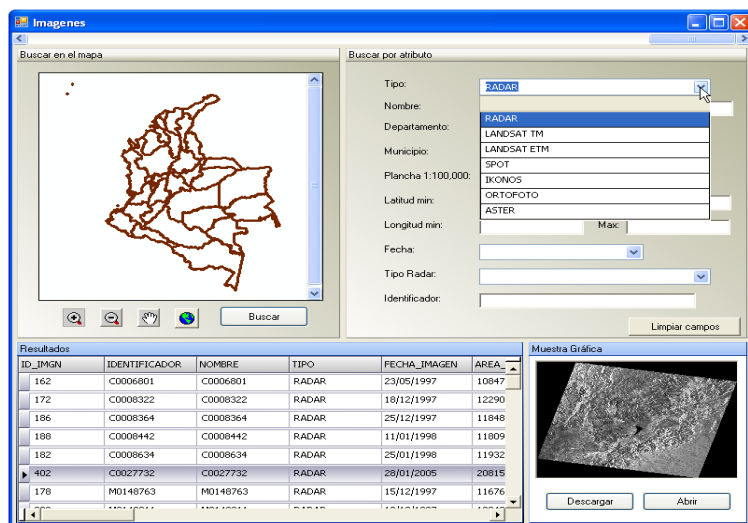 Imagenes
Buscar en el mapa
Buscar
Buscar por atributo
Tipo: RADAR
Nombre:
RADAR
Departamento:
LANDSAT TM
Municipio:
LANDSAT ETM
SPOT
Plancha 1:100,000:
IKONOS
Latitud min:
ORTOFOTO
ASTER
Longitud min: Max:
Fecha:
Tipo Radar:
Identificador:
Limpiar campos
Resultados
ID_IMGN IDENTIFICADOR NOMBRE TIPO FECHA_IMAGEN AREA_
162 C0006801 C0006801 RADAR 23/05/1997 10847
172 C0008322 C0008322 RADAR 18/12/1997 12290
186 C0008364 C0008364 RADAR 25/12/1997 11848
188 C0008442 C0008442 RADAR 11/01/1998 11809
182 C0008634 C0008634 RADAR 25/01/1998 11932
402 C0027732 C0027732 RADAR 28/01/2005 20815
178 M0148763 M0148763 RADAR 15/12/1997 11676
Muestra Gráfica
Descargar Abrir